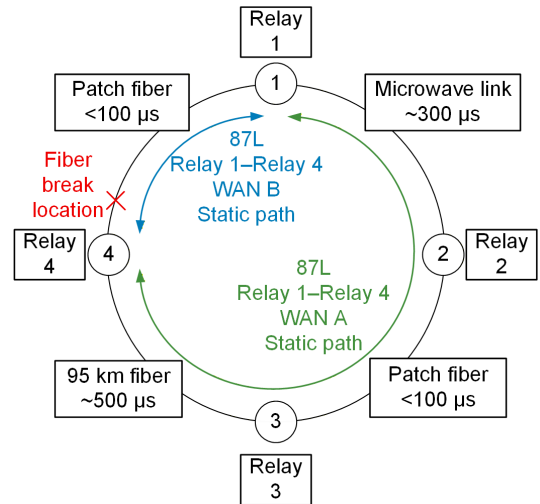 Relay
1
Patch fiber
<100 µs
1
Microwave link
~300 µs
87L
Relay 1–Relay 4
WAN B
Static path
Fiber
break
location
Relay
4
4
2
Relay
2
87L
Relay 1–Relay 4
WAN A
Static path
95 km fiber
~500 µs
Patch fiber
<100 µs
3
Relay
3